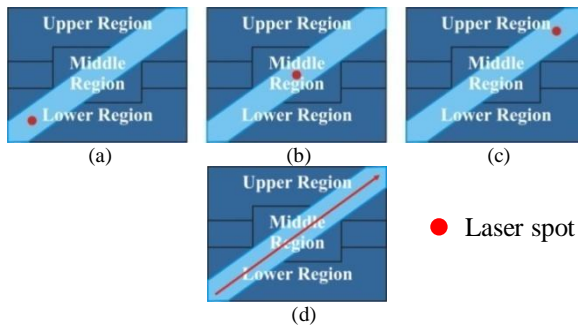 Upper Region
Middle
Region
Lower Region
(a)
Upper Region
Middle
Region
Lower Region
(b)
Upper Region
Middle
Region
Lower Region
(c)
Upper Region
Middle
Region
Lower Region
(d)
Laser spot